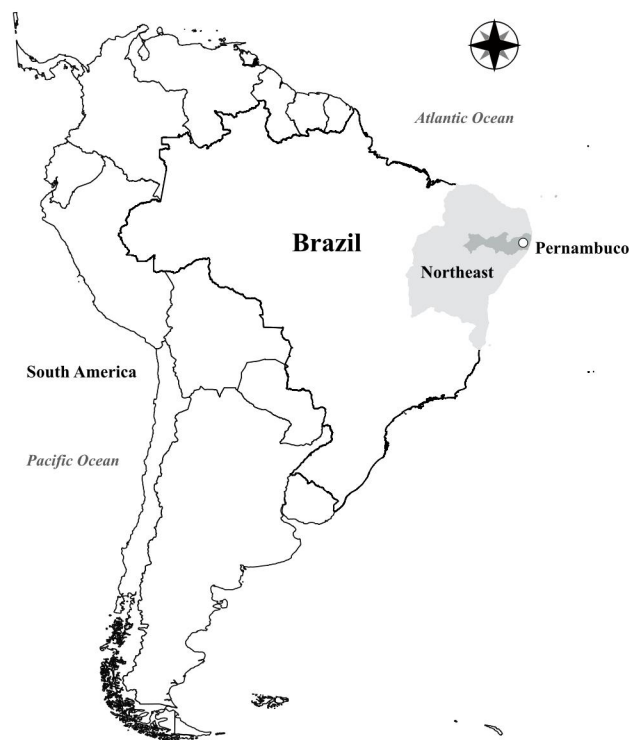 Atlantic Ocean
Brazil
Pernambuco
Northeast
South America
Pacific Ocean